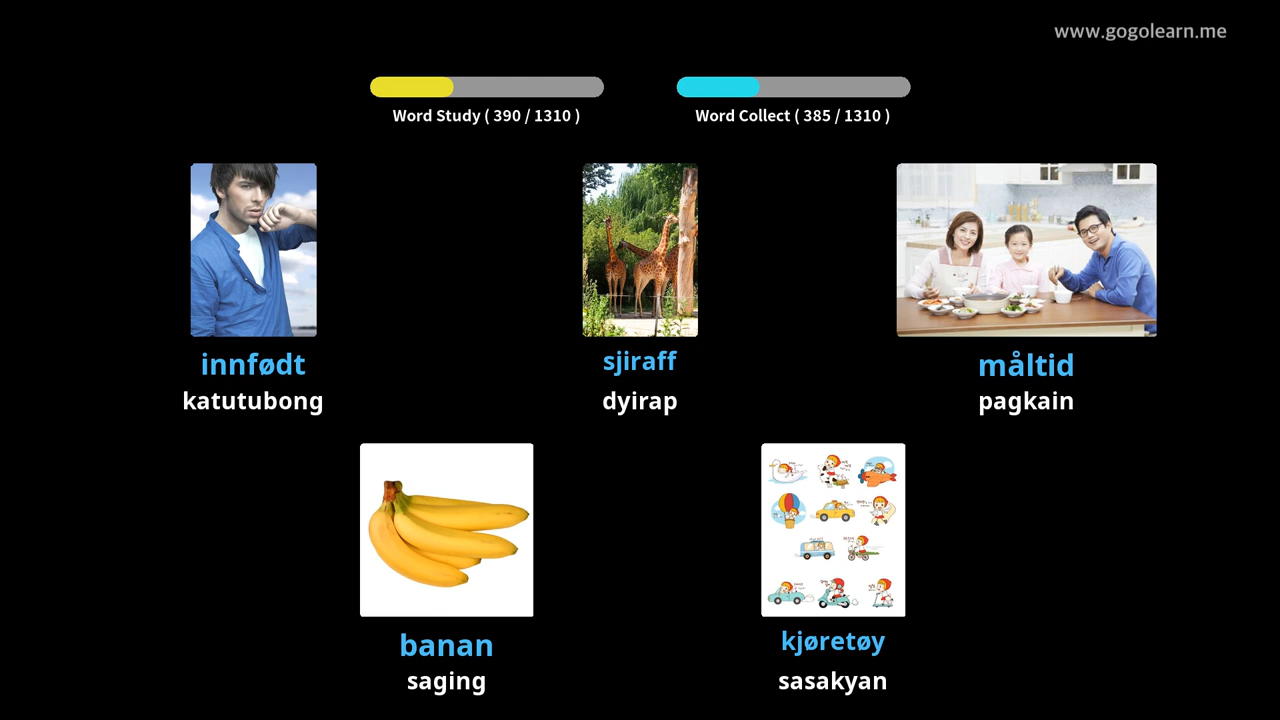 www.gogolearn.me
Word Study ( 390 / 1310 )
Word Collect ( 385 / 1310 )
innfødt
katutubong
sjiraff
dyirap
måltid
pagkain
banan
saging
kjøretøy
sasakyan